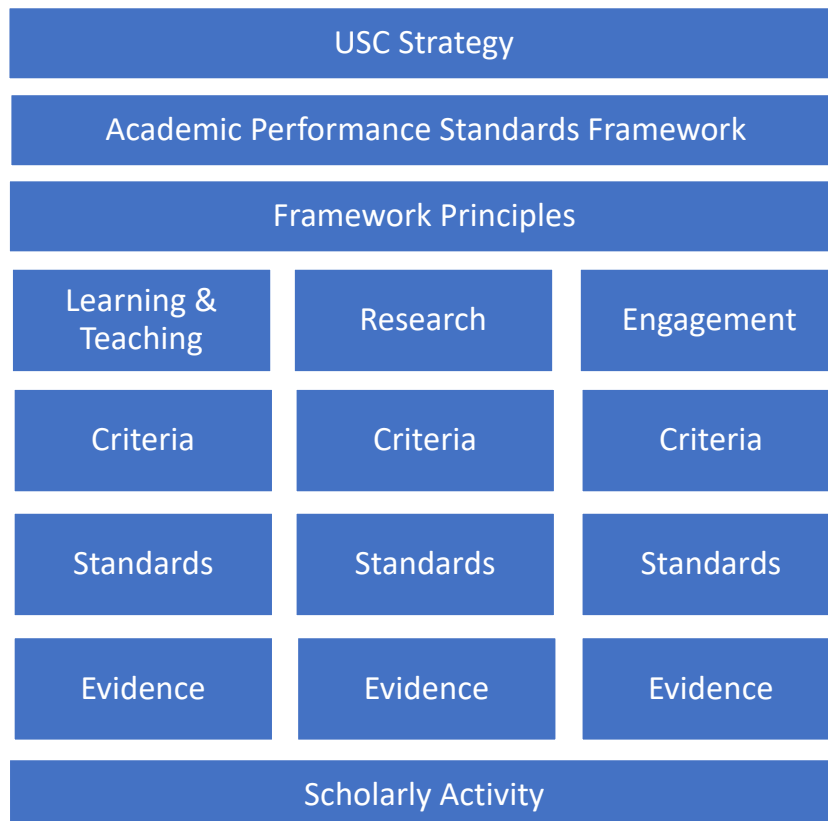 USC Strategy
Academic Performance Standards Framework
Framework Principles
Learning &
Teaching
Research
Engagement
Criteria
Criteria
Criteria
Standards
Standards
Standards
Evidence
Evidence
Evidence
Scholarly Activity